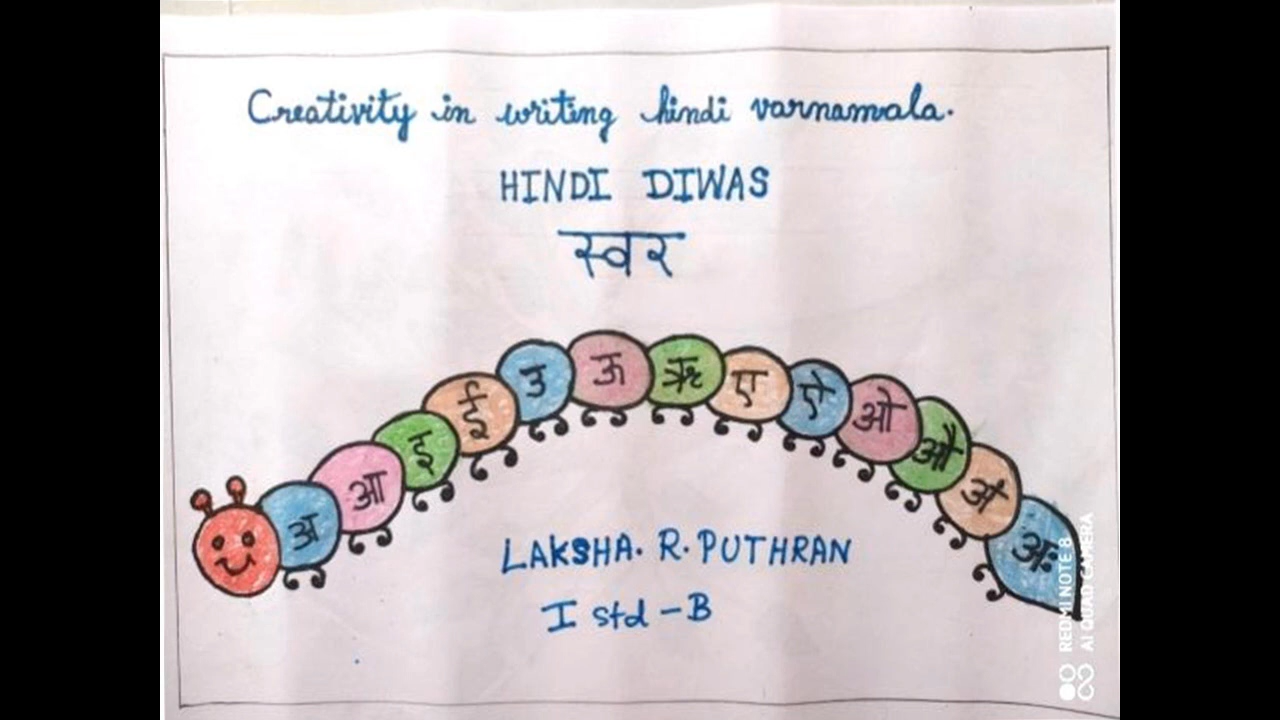 Creativity in writing hindi varnamala.
HINDI DIWAS
स्वर
अ आ इ ई उ ऊ ऋ ए ऐ ओ औ अं अः
LAKSHA. R. PUTHRAN
I std - B
REDMI NOTE 8
AI QUAD CAMERA